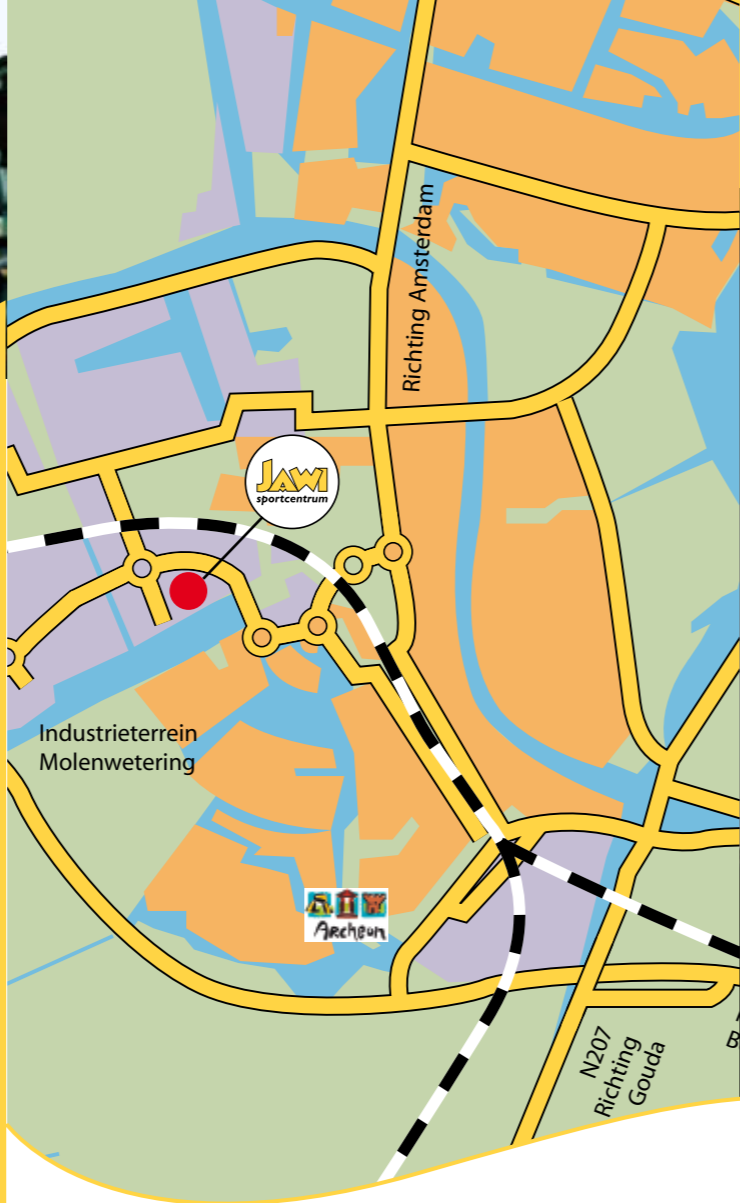 Richting Amsterdam
JAWI
sportcentrum
Industrieterrein
Molenwetering
Archeon
N207
Richting
Gouda